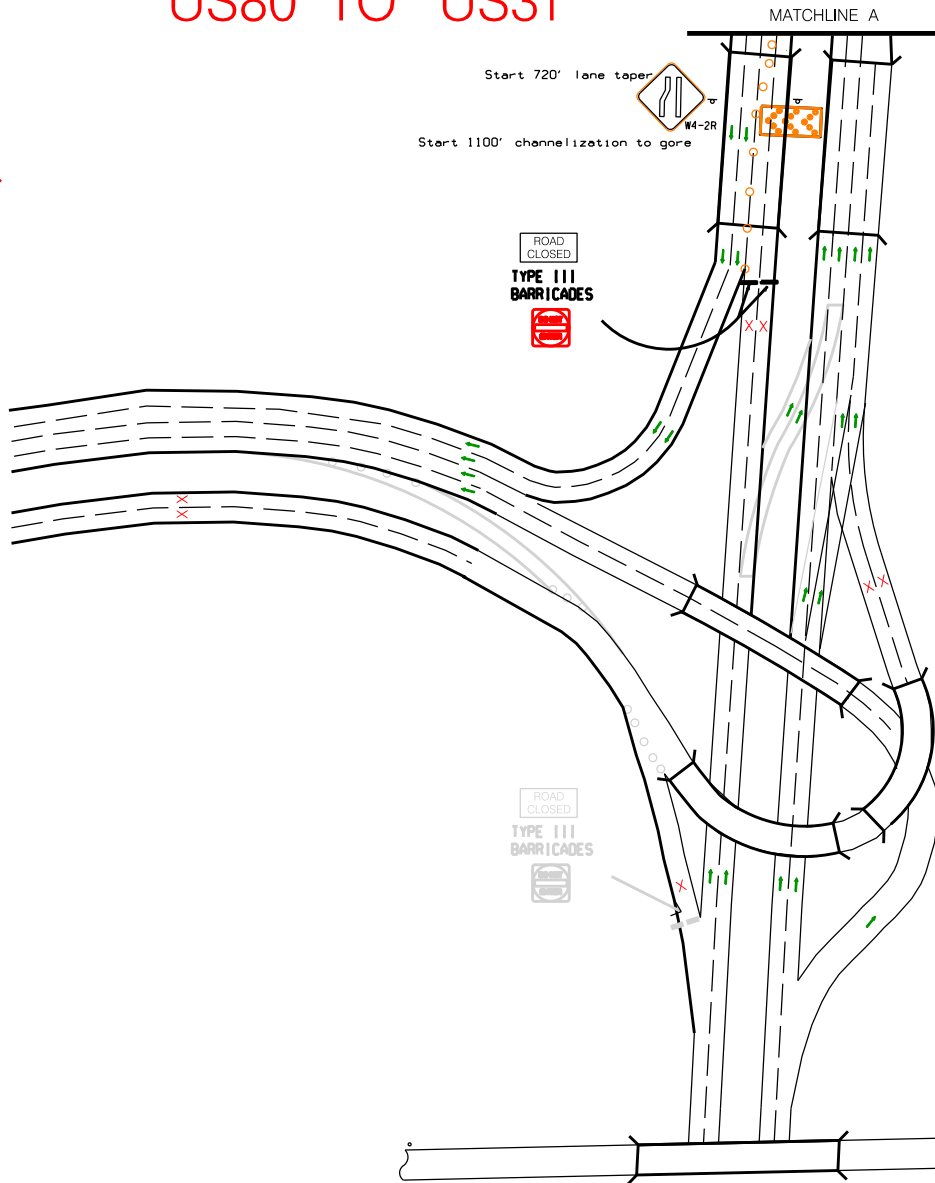 US80 TO US31
MATCHLINE A
Start 720' lane taper
W4-2R
Start 1100' channelization to gore
ROAD
CLOSED
TYPE III
BARRICADES
X X
X
X
X X
ROAD
CLOSED
TYPE III
BARRICADES
X